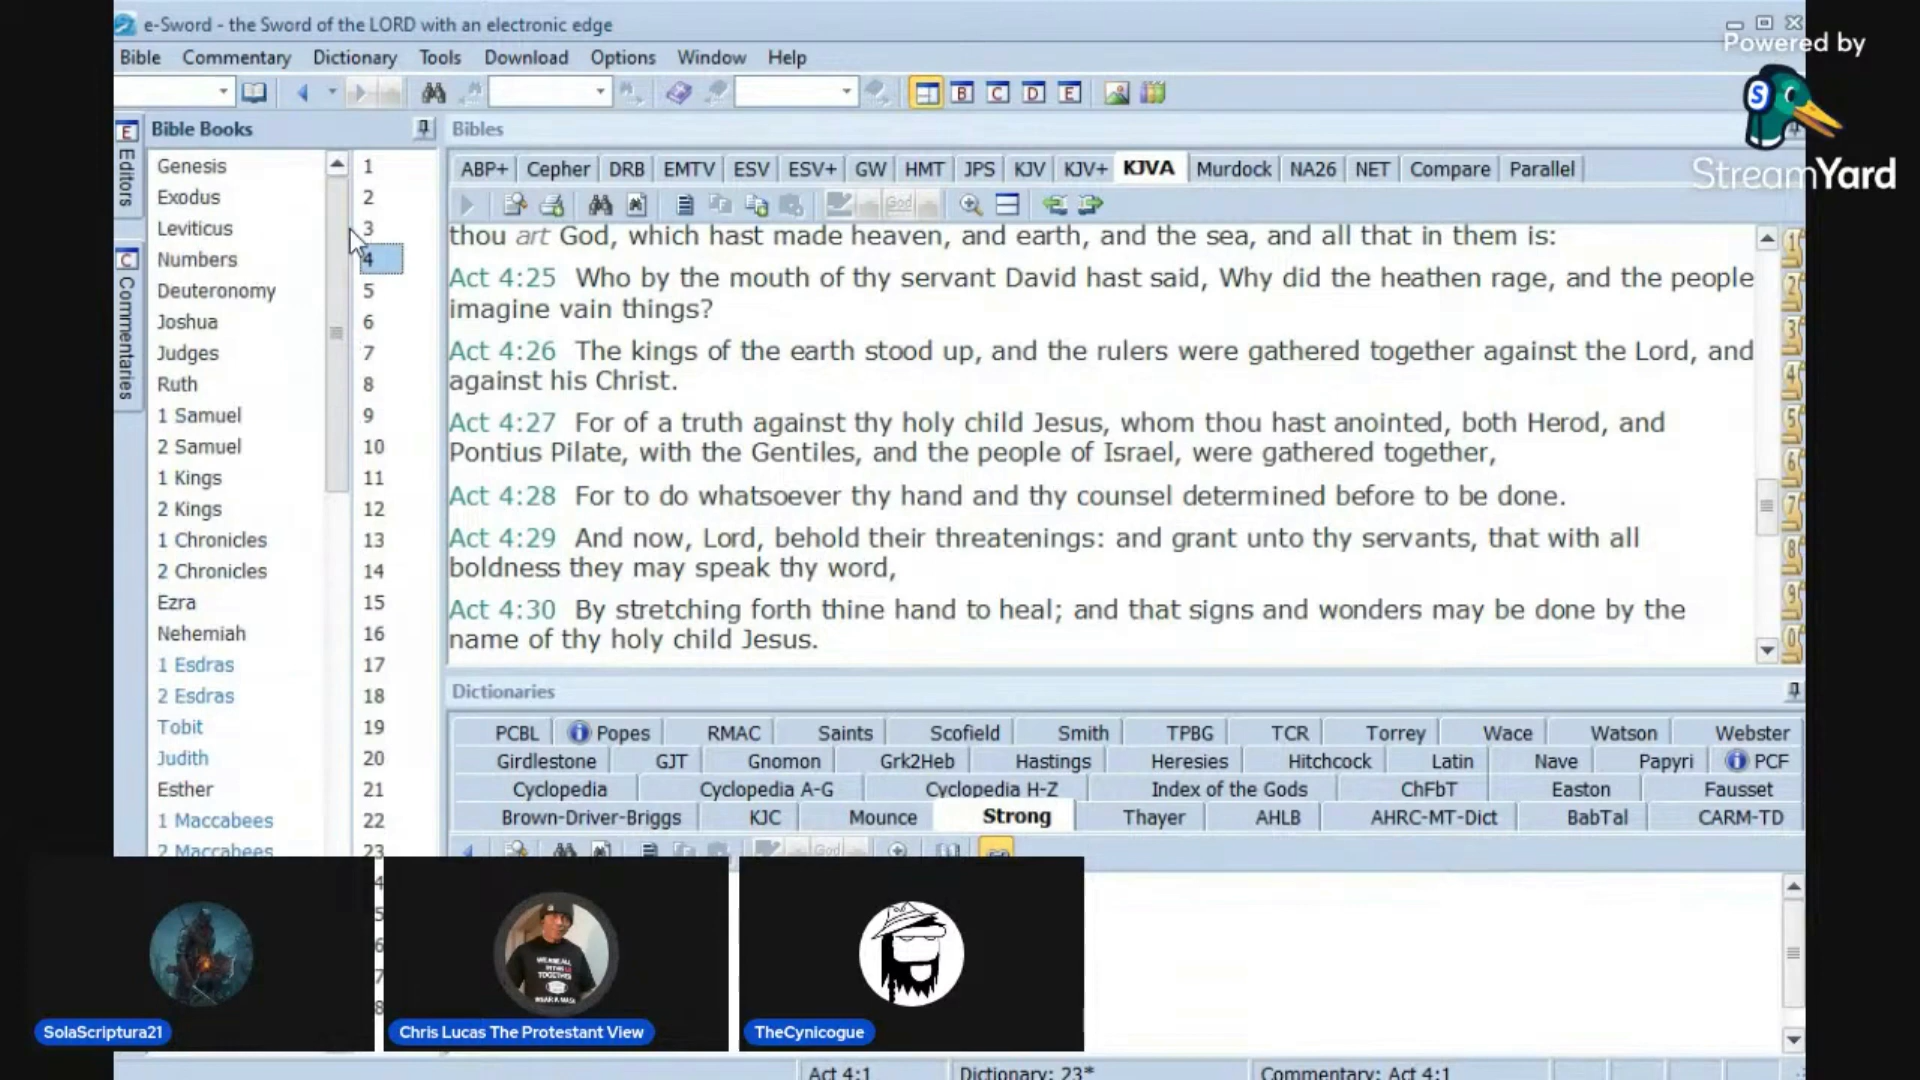 e-Sword - the Sword of the LORD with an electronic edge
Powered by
StreamYard
Bible Commentary Dictionary Tools Download Options Window Help
B C D E
Editors
Commentaries
Bible Books
Genesis
Exodus
Leviticus
Numbers
Deuteronomy
Joshua
Judges
Ruth
1 Samuel
2 Samuel
1 Kings
2 Kings
1 Chronicles
2 Chronicles
Ezra
Nehemiah
1 Esdras
2 Esdras
Tobit
Judith
Esther
1 Maccabees
2 Maccabees
1
2
3
4
5
6
7
8
9
10
11
12
13
14
15
16
17
18
19
20
21
22
23
Bibles
ABP+ Cepher DRB EMTV ESV ESV+ GW HMT JPS KJV KJV+ KJVA Murdock NA26 NET Compare Parallel
thou art God, which hast made heaven, and earth, and the sea, and all that in them is:
Act 4:25 Who by the mouth of thy servant David hast said, Why did the heathen rage, and the people
imagine vain things?
Act 4:26 The kings of the earth stood up, and the rulers were gathered together against the Lord, and
against his Christ.
Act 4:27 For of a truth against thy holy child Jesus, whom thou hast anointed, both Herod, and
Pontius Pilate, with the Gentiles, and the people of Israel, were gathered together,
Act 4:28 For to do whatsoever thy hand and thy counsel determined before to be done.
Act 4:29 And now, Lord, behold their threatenings: and grant unto thy servants, that with all
boldness they may speak thy word,
Act 4:30 By stretching forth thine hand to heal; and that signs and wonders may be done by the
name of thy holy child Jesus.
Dictionaries
PCBL Popes RMAC Saints Scofield Smith TPBG TCR Torrey Wace Watson Webster
Girdlestone GJT Gnomon Grk2Heb Hastings Heresies Hitchcock Latin Nave Papyri PCF
Cyclopedia Cyclopedia A-G Cyclopedia H-Z Index of the Gods ChFbT Easton Fausset
Brown-Driver-Briggs KJC Mounce Strong Thayer AHLB AHRC-MT-Dict BabTal CARM-TD
WE ARE ALL
IN THIS
TOGETHER
WEAR A MASK
SolaScriptura21
Chris Lucas The Protestant View
TheCynicogue
Act 4:1 Dictionary: 23* Commentary: Act 4:1